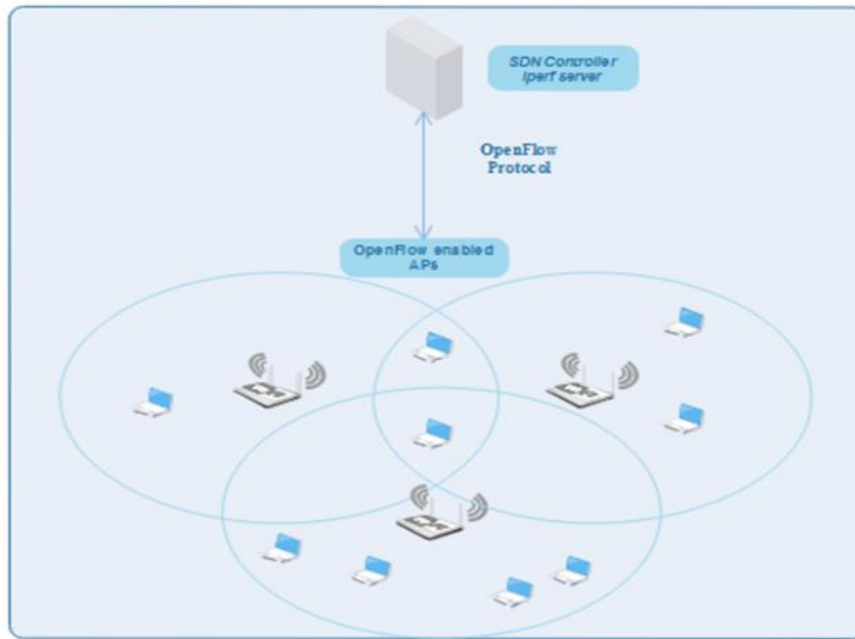 SDN Controller
Iperf server
OpenFlow
Protocol
OpenFlow enabled
APs